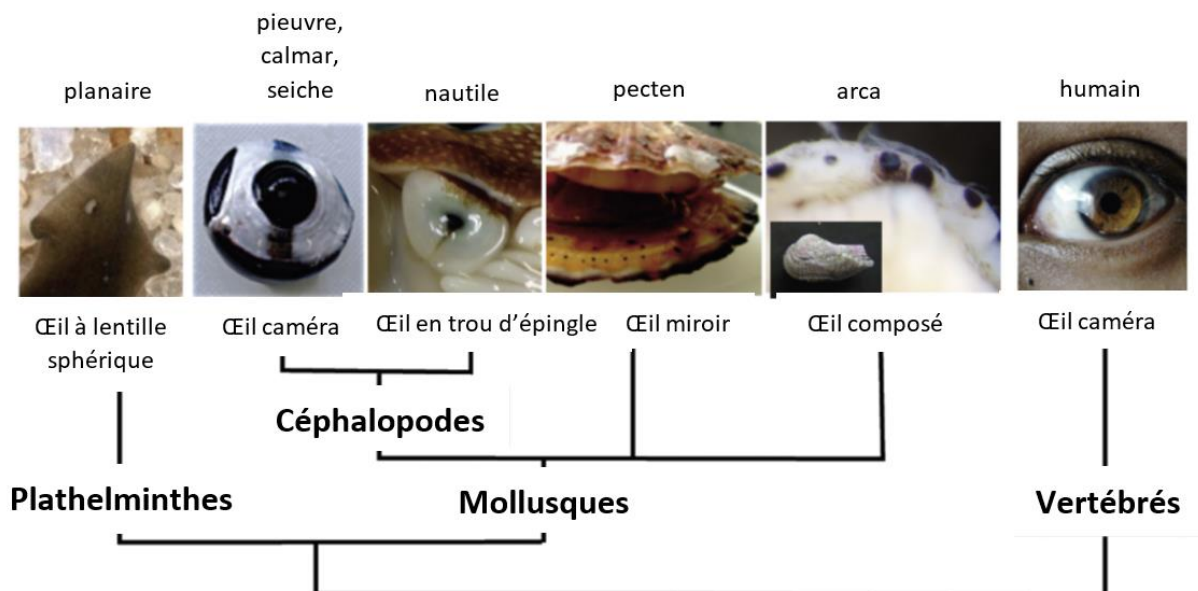 pieuvre,
calmar,
seiche
planaire
nautile
pecten
arca
humain
Œil à lentille
sphérique
Œil caméra
Œil en trou d'épingle
Œil miroir
Œil composé
Œil caméra
Céphalopodes
Plathelminthes
Mollusques
Vertébrés